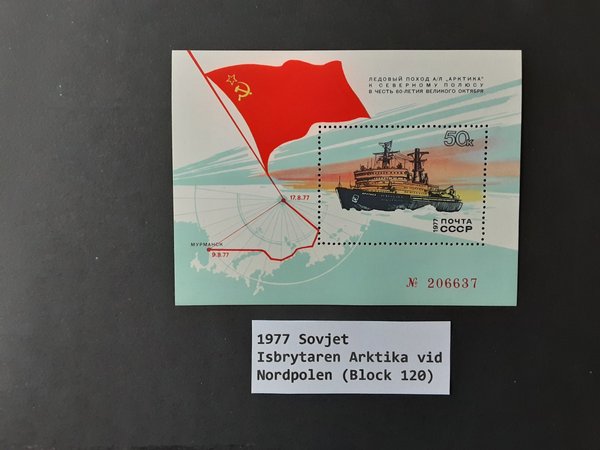 ЛЕДОВЫЙ ПОХОД А/Л „АРКТИКА"
К СЕВЕРНОМУ ПОЛЮСУ
В ЧЕСТЬ 60-ЛЕТИЯ ВЕЛИКОГО ОКТЯБРЯ
50к
17.8.77
МУРМАНСК
9.8.77
1977
ПОЧТА
СССР
№ 206637
1977 Sovjet
Isbrytaren Arktika vid
Nordpolen (Block 120)